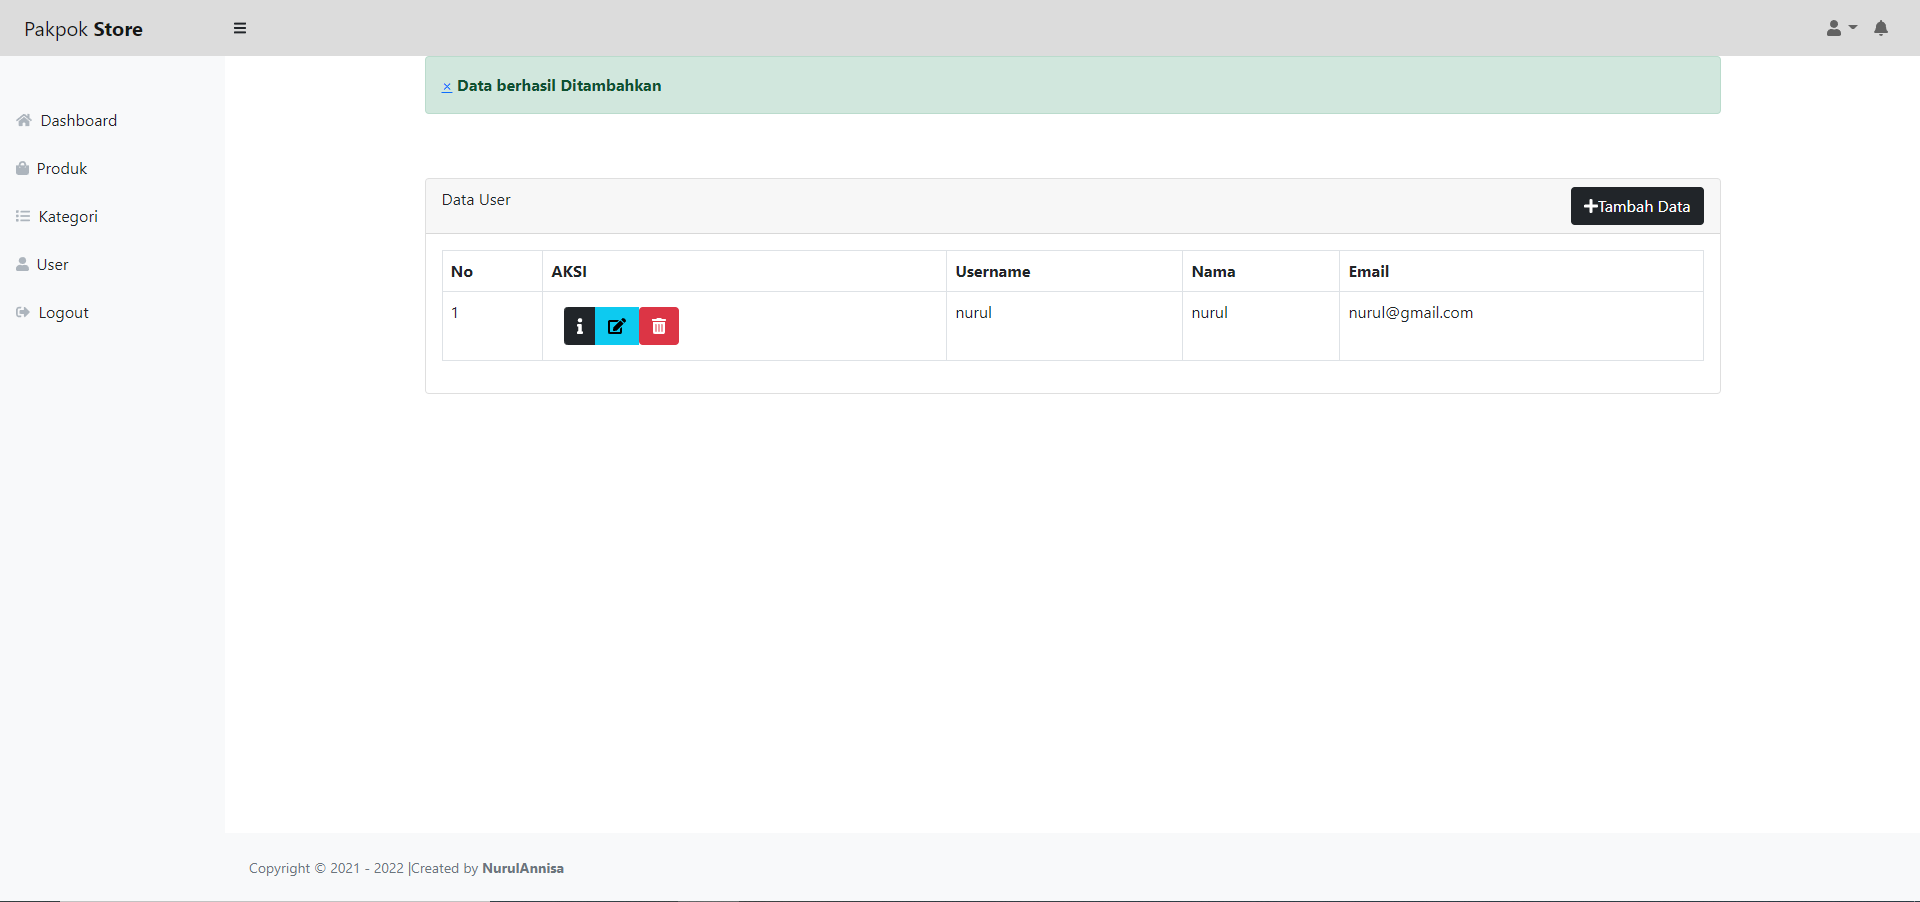 Pakpok Store
× Data berhasil Ditambahkan
Dashboard
Produk
Kategori
User
Logout
Data User
Tambah Data
No AKSI Username Nama Email
1 nurul nurul nurul@gmail.com
Copyright © 2021 - 2022 |Created by NurulAnnisa